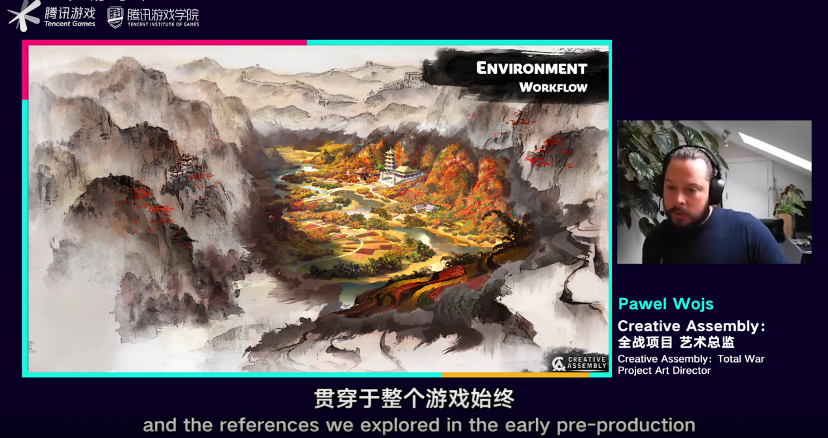 腾讯游戏
Tencent Games
腾讯游戏学院
TENCENT INSTITUTE OF GAMES
ENVIRONMENT
WORKFLOW
CREATIVE
ASSEMBLY
Pawel Wojs
Creative Assembly：
全战项目 艺术总监
Creative Assembly：Total War
Project Art Director
贯穿于整个游戏始终
and the references we explored in the early pre-production